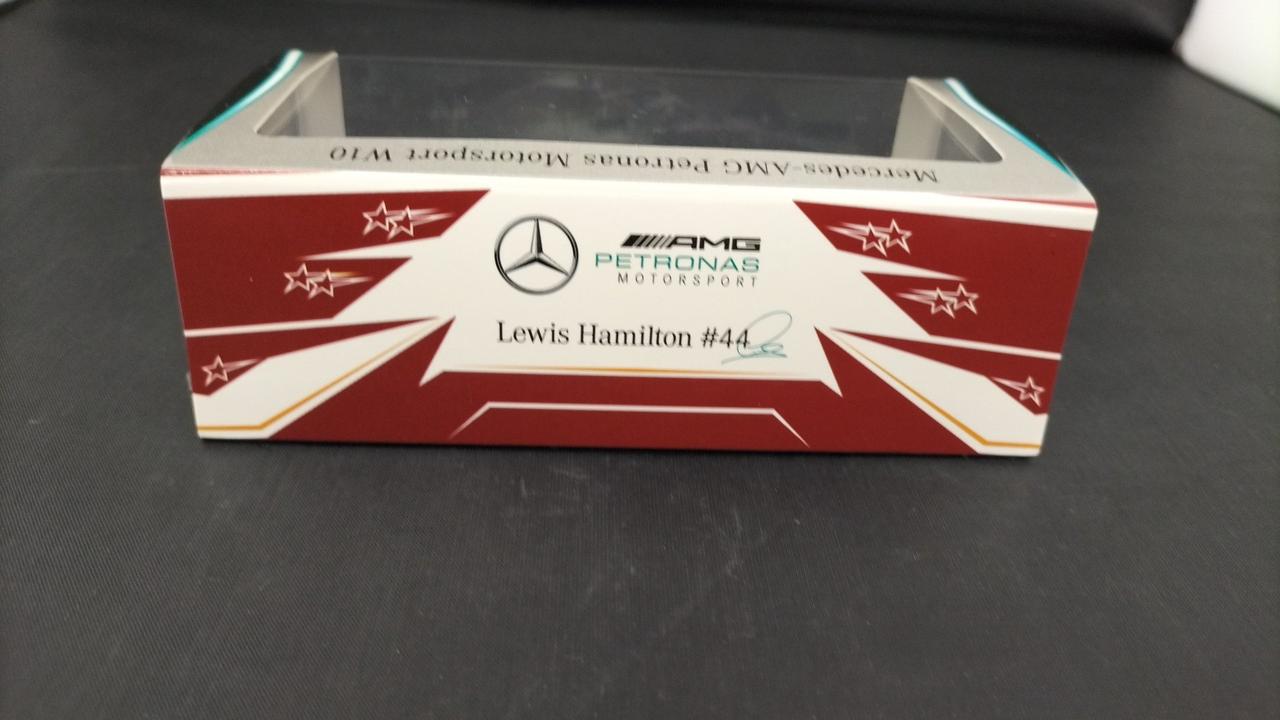 Mercedes-AMG Petronas Motorsport W10
AMG
PETRONAS
MOTORSPORT
Lewis Hamilton #44